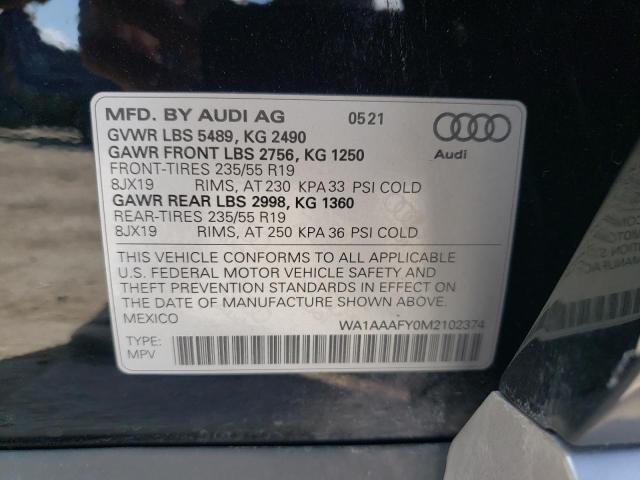 MFD. BY AUDI AG 0521
GVWR LBS 5489, KG 2490
GAWR FRONT LBS 2756, KG 1250
FRONT-TIRES 235/55 R19
8JX19 RIMS, AT 230 KPA 33 PSI COLD
GAWR REAR LBS 2998, KG 1360
REAR-TIRES 235/55 R19
8JX19 RIMS, AT 250 KPA 36 PSI COLD
Audi
THIS VEHICLE CONFORMS TO ALL APPLICABLE
U.S. FEDERAL MOTOR VEHICLE SAFETY AND
THEFT PREVENTION STANDARDS IN EFFECT ON
THE DATE OF MANUFACTURE SHOWN ABOVE.
MEXICO WA1AAAFY0M2102374
TYPE:
MPV